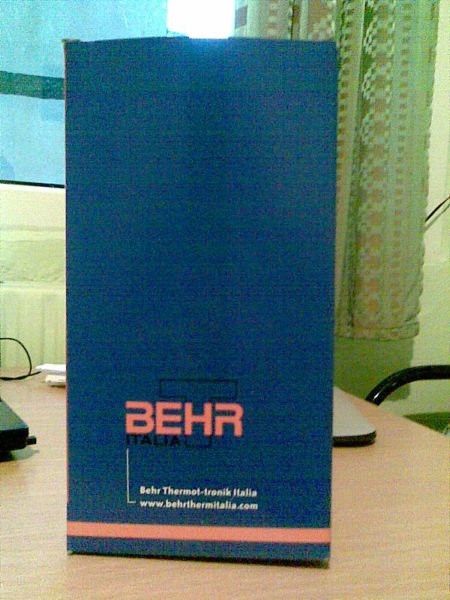 BEHR
ITALIA
Behr Thermot-tronik Italia
www.behrthermitalia.com